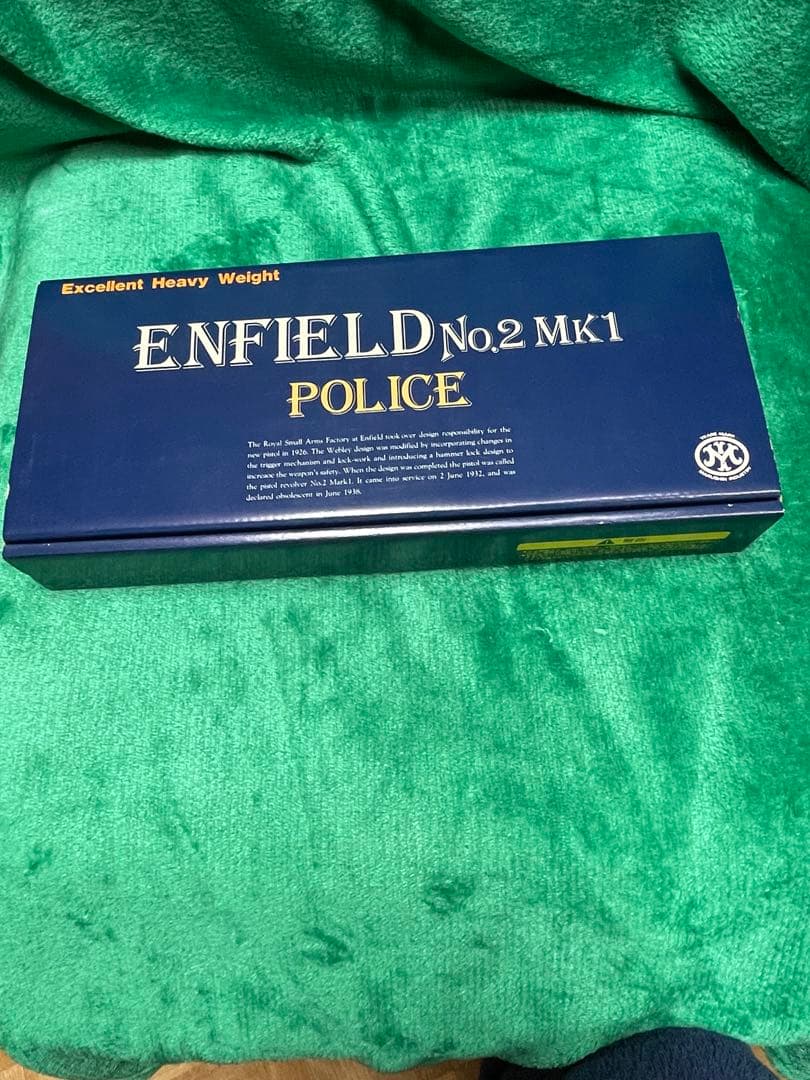 Excellent Heavy Weight
ENFIELD No.2 MK1
POLICE
The Royal Small Arms Factory at Enfield took over design responsibility for the
new pistol in 1926. The Webley design was modified by incorporating changes in
the trigger mechanism and lock-work and introducing a hammer lock design to
increase the weapon's safety. When the design was completed the pistol was called
the pistol revolver No.2 Mark1. It came into service on 2 June 1932, and was
declared obsolescent in June 1938.
TRADE MARK
警告